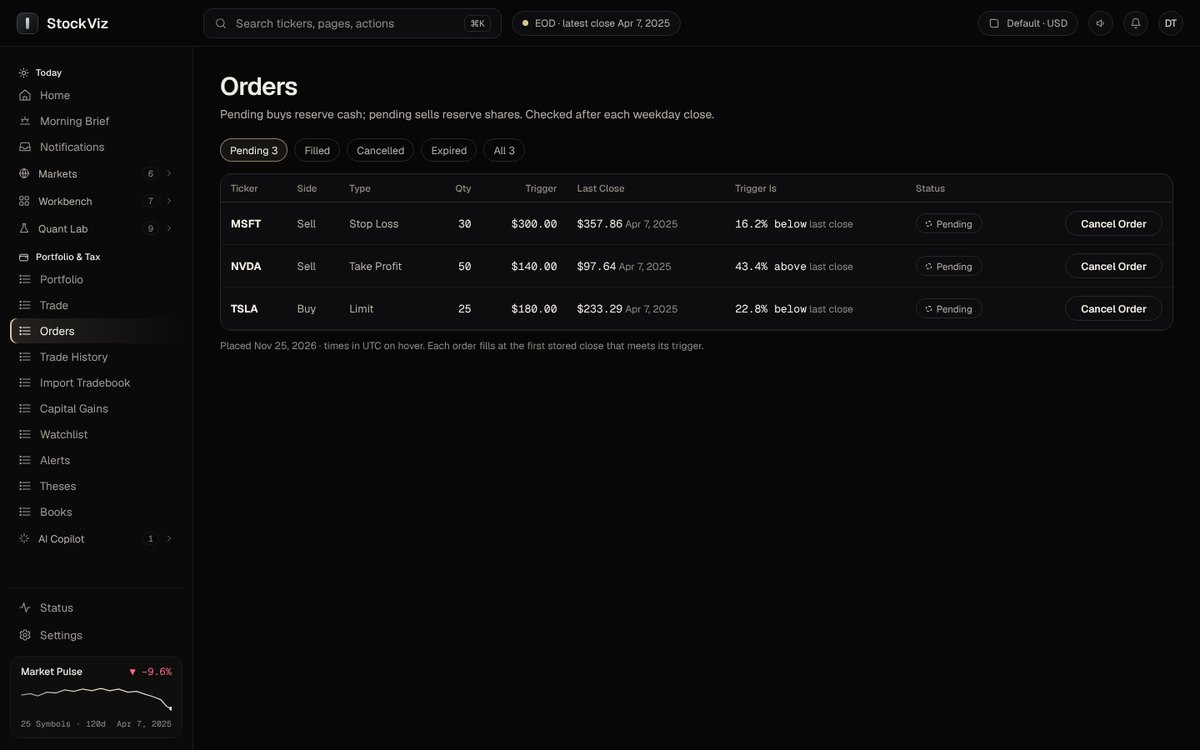 StockViz
Search tickers, pages, actions ⌘K
EOD · latest close Apr 7, 2025
Default · USD
DT
Today
Home
Morning Brief
Notifications
Markets 6
Workbench 7
Quant Lab 9
Portfolio & Tax
Portfolio
Trade
Orders
Trade History
Import Tradebook
Capital Gains
Watchlist
Alerts
Theses
Books
AI Copilot 1
Status
Settings
Market Pulse ▼ −9.6%
25 Symbols · 120d Apr 7, 2025
Orders
Pending buys reserve cash; pending sells reserve shares. Checked after each weekday close.
Pending 3 Filled Cancelled Expired All 3
Ticker Side Type Qty Trigger Last Close Trigger Is Status
MSFT Sell Stop Loss 30 $300.00 $357.86 Apr 7, 2025 16.2% below last close Pending Cancel Order
NVDA Sell Take Profit 50 $140.00 $97.64 Apr 7, 2025 43.4% above last close Pending Cancel Order
TSLA Buy Limit 25 $180.00 $233.29 Apr 7, 2025 22.8% below last close Pending Cancel Order
Placed Nov 25, 2026 · times in UTC on hover. Each order fills at the first stored close that meets its trigger.